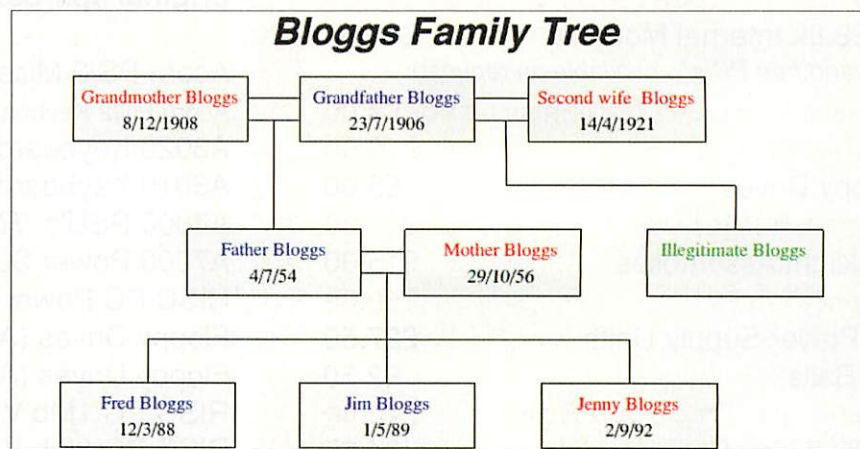 Bloggs Family Tree
Grandmother Bloggs
8/12/1908
Grandfather Bloggs
23/7/1906
Second wife Bloggs
14/4/1921
Father Bloggs
4/7/54
Mother Bloggs
29/10/56
Illegitimate Bloggs
Fred Bloggs
12/3/88
Jim Bloggs
1/5/89
Jenny Bloggs
2/9/92